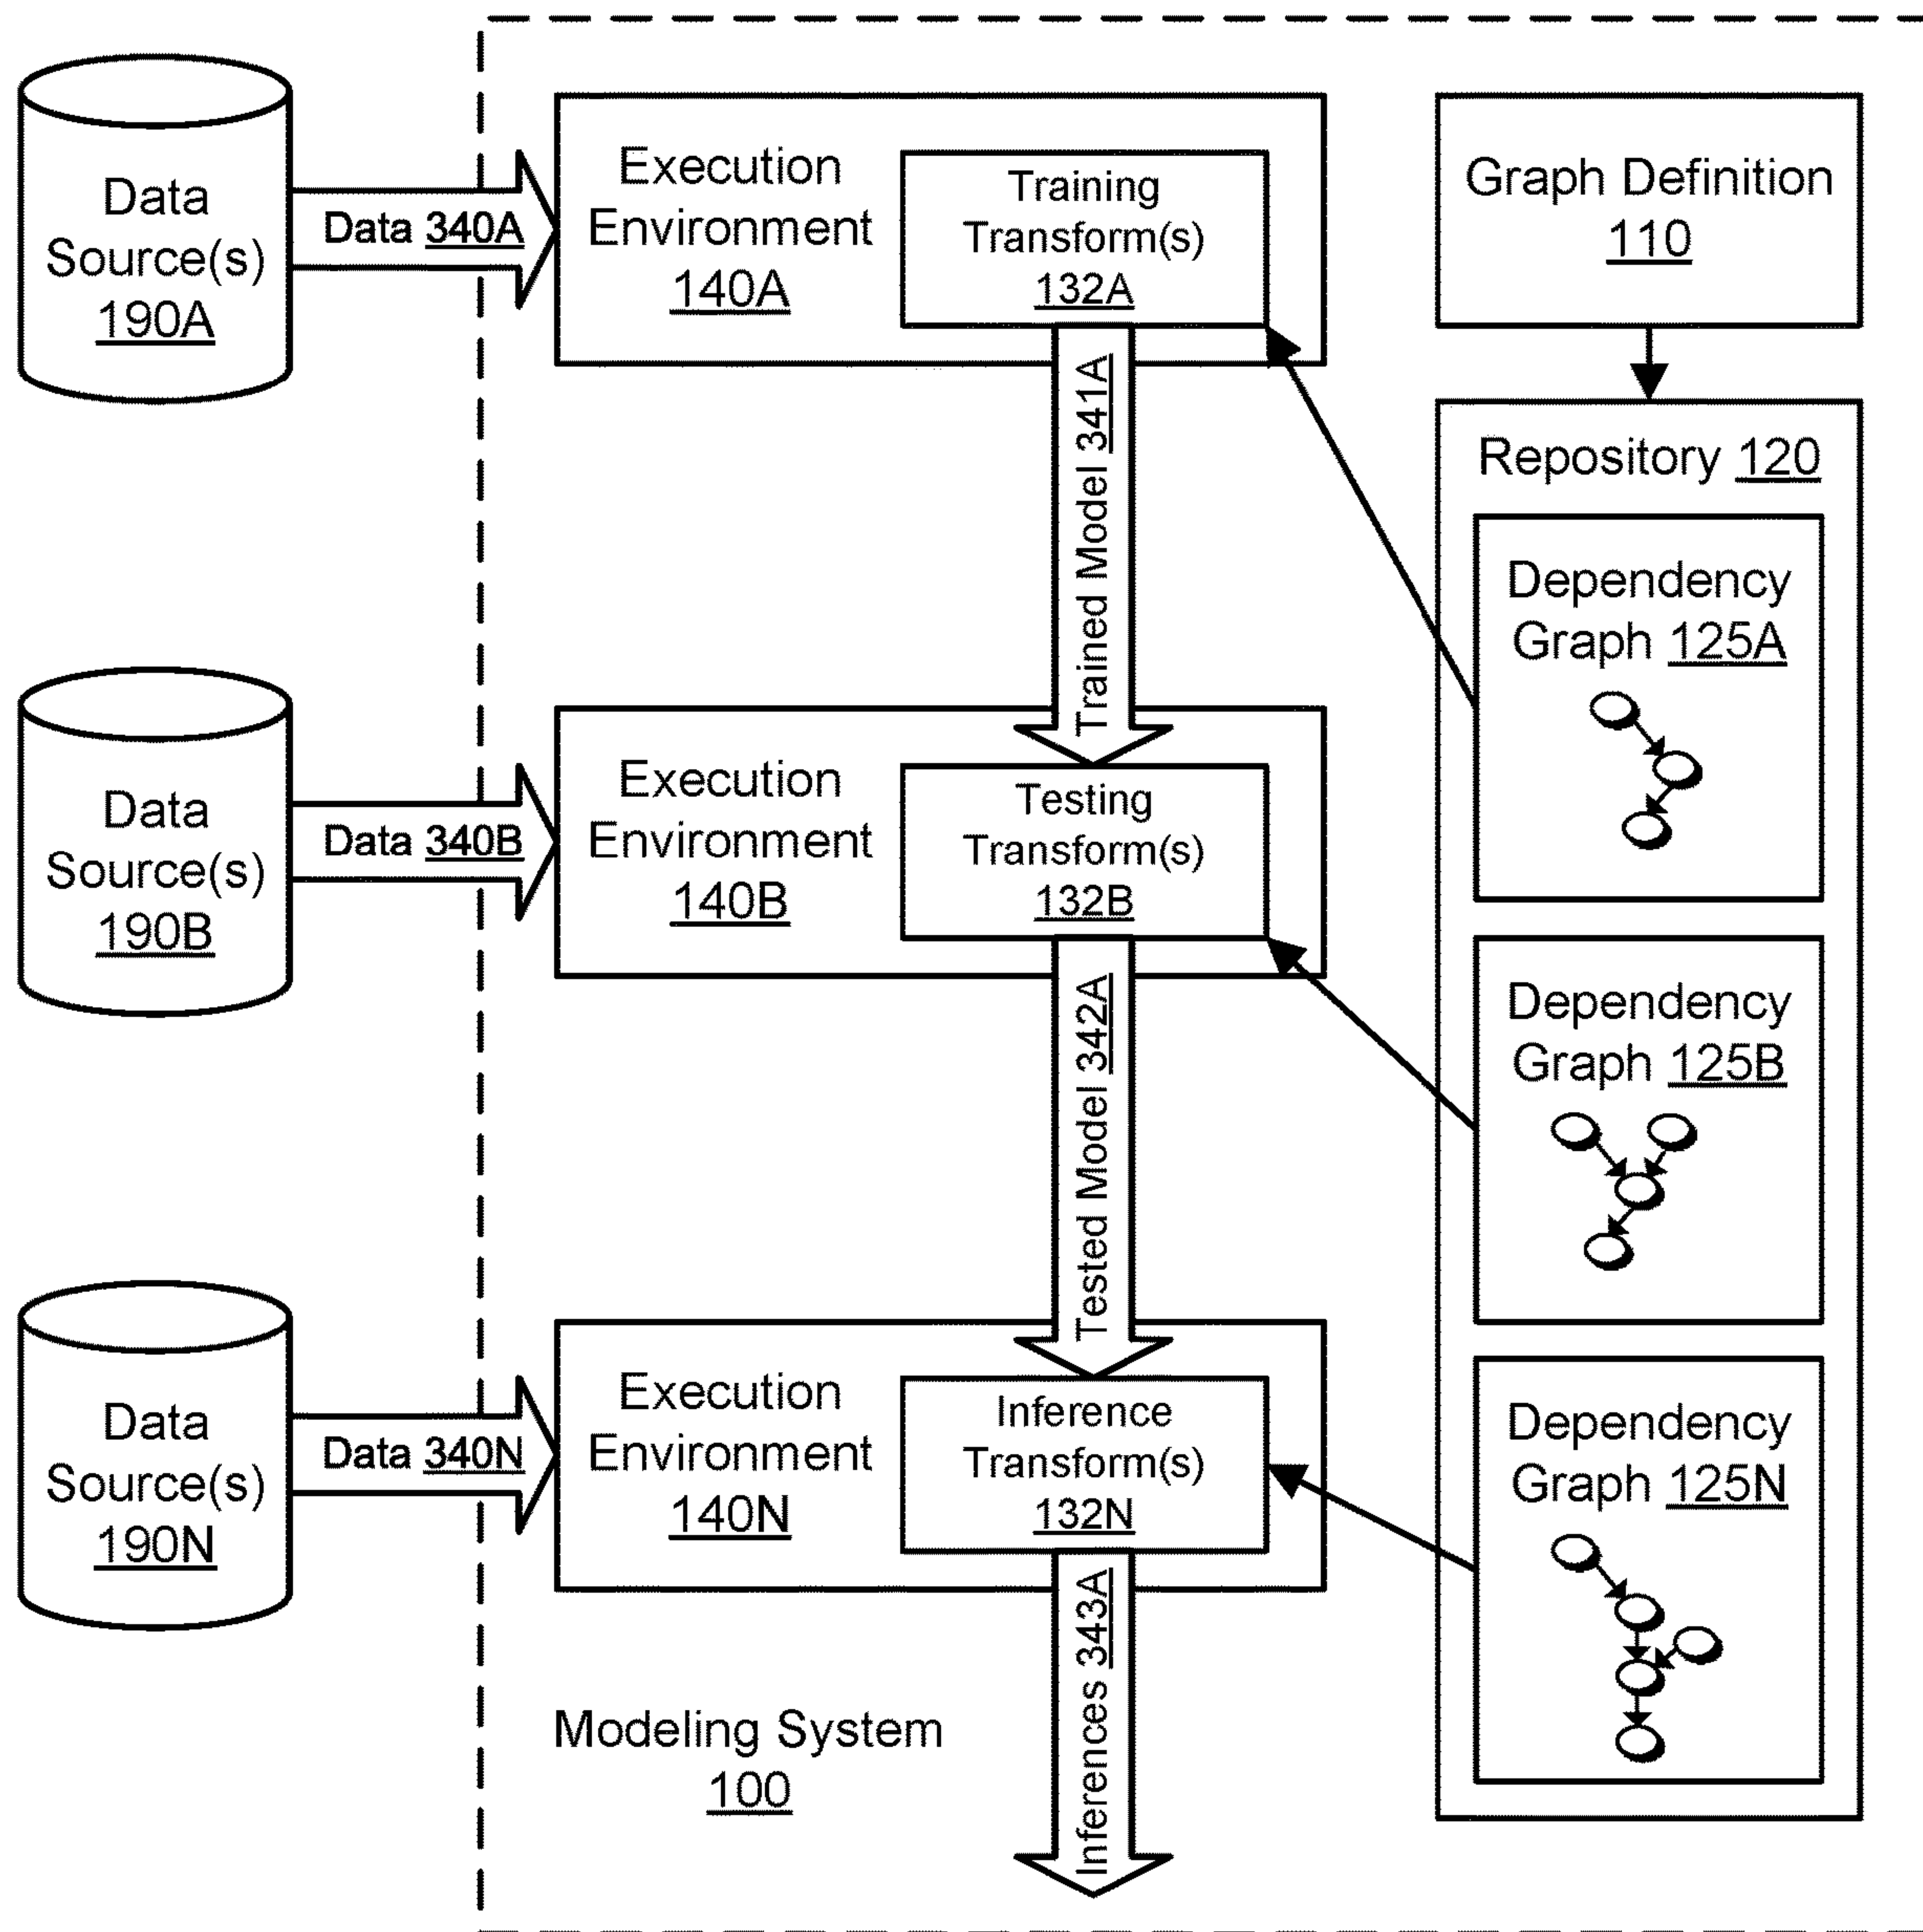 Data
Source(s)
190A
Data 340A
Execution
Environment
140A
Training
Transform(s)
132A
Graph Definition
110
Trained Model 341A
Repository 120
Dependency
Graph 125A
Data
Source(s)
190B
Data 340B
Execution
Environment
140B
Testing
Transform(s)
132B
Tested Model 342A
Dependency
Graph 125B
Data
Source(s)
190N
Data 340N
Execution
Environment
140N
Inference
Transform(s)
132N
Dependency
Graph 125N
Inferences 343A
Modeling System
100